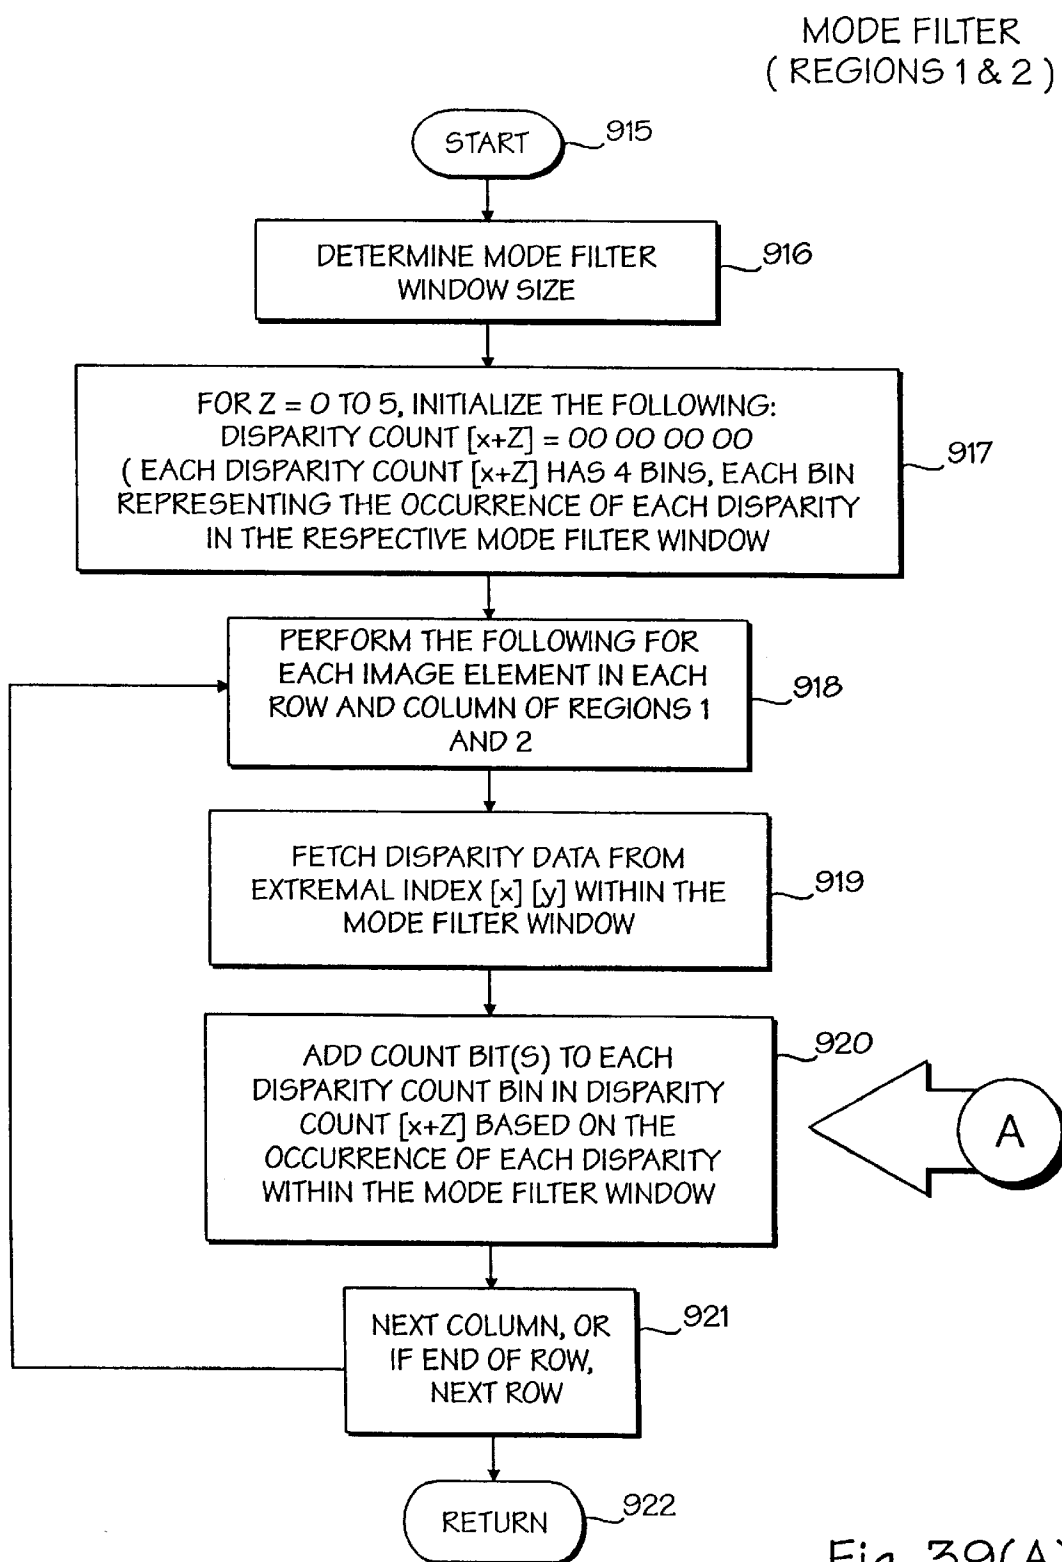 MODE FILTER
( REGIONS 1 & 2 )
START
915
DETERMINE MODE FILTER
WINDOW SIZE
916
FOR Z = 0 TO 5, INITIALIZE THE FOLLOWING:
DISPARITY COUNT [x+Z] = 00 00 00 00
( EACH DISPARITY COUNT [x+Z] HAS 4 BINS, EACH BIN
REPRESENTING THE OCCURRENCE OF EACH DISPARITY
IN THE RESPECTIVE MODE FILTER WINDOW
917
PERFORM THE FOLLOWING FOR
EACH IMAGE ELEMENT IN EACH
ROW AND COLUMN OF REGIONS 1
AND 2
918
FETCH DISPARITY DATA FROM
EXTREMAL INDEX [x] [y] WITHIN THE
MODE FILTER WINDOW
919
ADD COUNT BIT(S) TO EACH
DISPARITY COUNT BIN IN DISPARITY
COUNT [x+Z] BASED ON THE
OCCURRENCE OF EACH DISPARITY
WITHIN THE MODE FILTER WINDOW
920
A
NEXT COLUMN, OR
IF END OF ROW,
NEXT ROW
921
RETURN
922
Fig. 39(A)